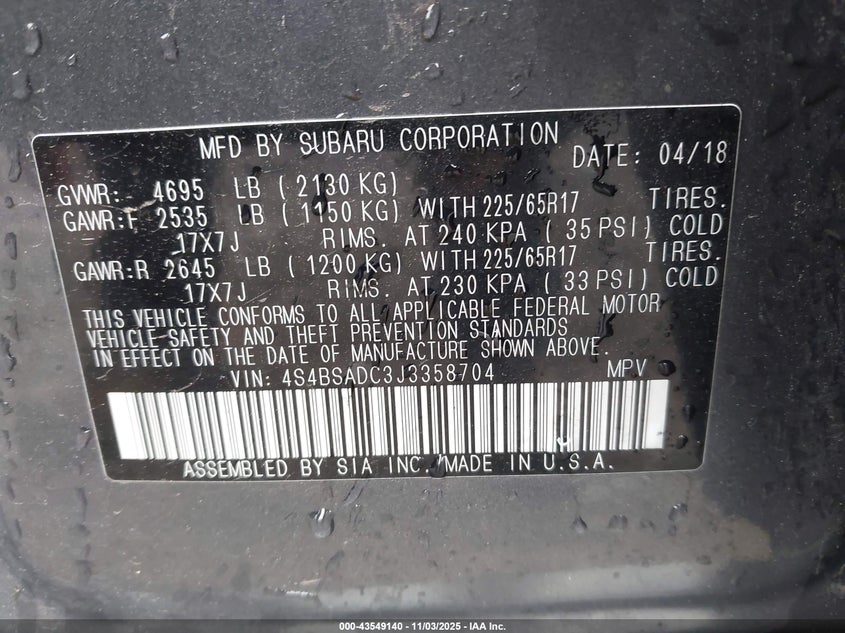 MFD BY SUBARU CORPORATION DATE: 04/18
GVWR: 4695 LB ( 2130 KG)
GAWR:F 2535 LB ( 1150 KG) WITH 225/65R17 TIRES.
17X7J RIMS. AT 240 KPA ( 35 PSI) COLD
GAWR:R 2645 LB ( 1200 KG) WITH 225/65R17 TIRES.
17X7J RIMS. AT 230 KPA ( 33 PSI) COLD
THIS VEHICLE CONFORMS TO ALL APPLICABLE FEDERAL MOTOR
VEHICLE-SAFETY AND THEFT PREVENTION STANDARDS
IN EFFECT ON THE DATE OF MANUFACTURE SHOWN ABOVE.
VIN: 4S4BSADC3J3358704 MPV
ASSEMBLED BY SIA INC. MADE IN U.S.A.
000-43549140 - 11/03/2025 - IAA Inc.